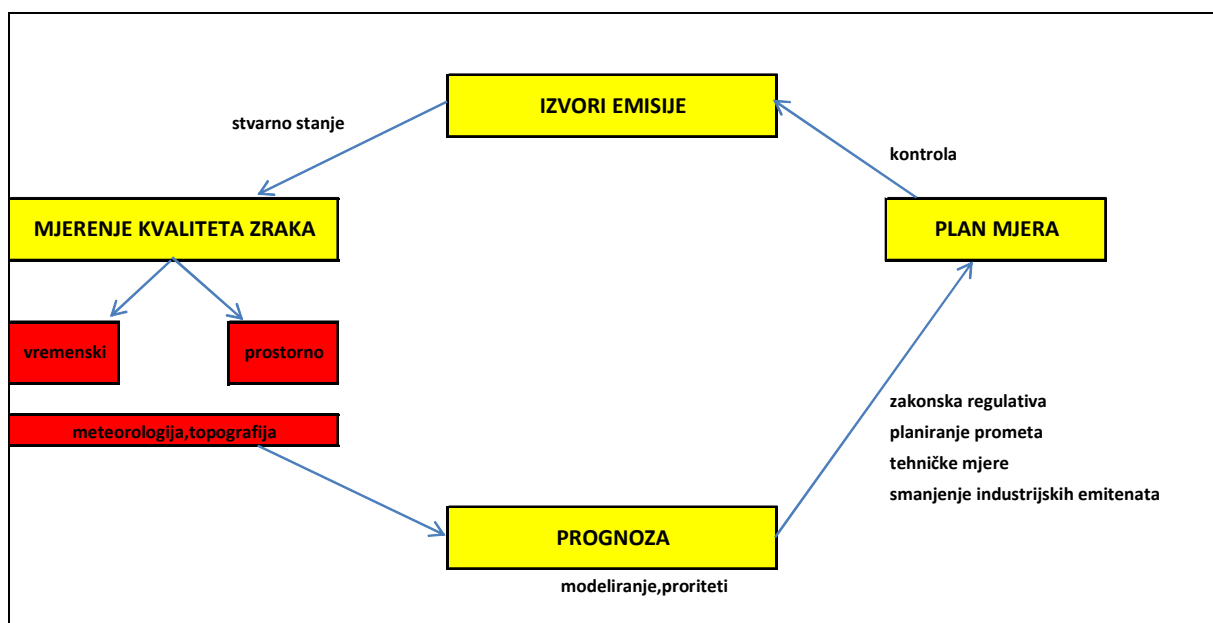 IZVORI EMISIJE
stvarno stanje
kontrola
MJERENJE KVALITETA ZRAKA
PLAN MJERA
vremenski
prostorno
meteorologija,topografija
zakonska regulativa
planiranje prometa
tehničke mjere
smanjenje industrijskih emitenata
PROGNOZA
modeliranje,proriteti